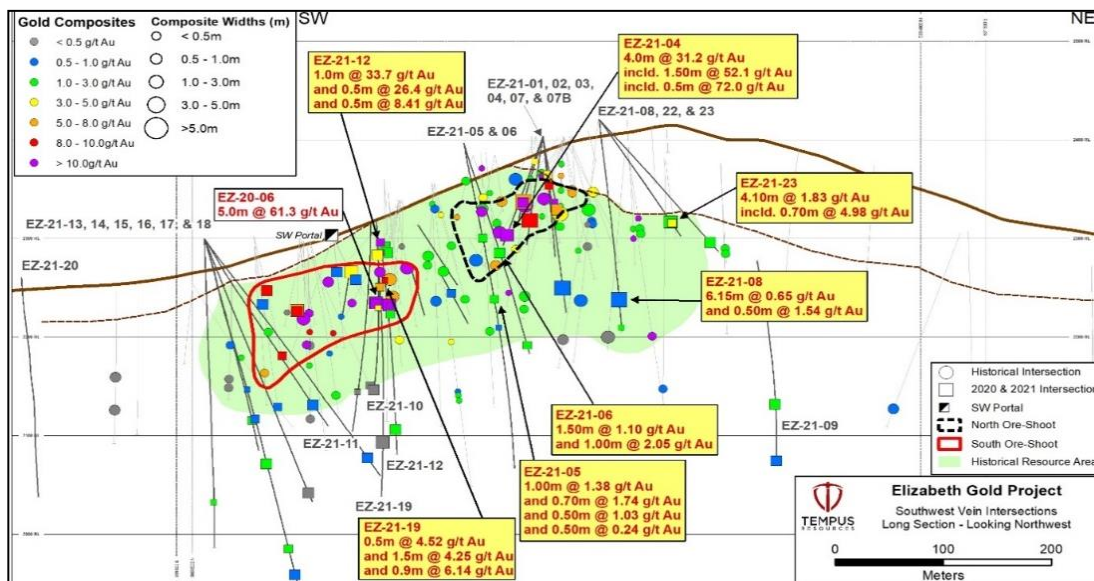 SW
NE
Gold Composites
< 0.5 g/t Au
0.5 - 1.0 g/t Au
1.0 - 3.0 g/t Au
3.0 - 5.0 g/t Au
5.0 - 8.0 g/t Au
8.0 - 10.0g/t Au
> 10.0g/t Au
Composite Widths (m)
< 0.5m
0.5 - 1.0m
1.0 - 3.0m
3.0 - 5.0m
>5.0m
EZ-21-12
1.0m @ 33.7 g/t Au
and 0.5m @ 26.4 g/t Au
and 0.5m @ 8.41 g/t Au
EZ-21-04
4.0m @ 31.2 g/t Au
incld. 1.50m @ 52.1 g/t Au
incld. 0.5m @ 72.0 g/t Au
EZ-21-01, 02, 03,
04, 07, & 07B
EZ-21-05 & 06
EZ-21-08, 22, & 23
EZ-20-06
5.0m @ 61.3 g/t Au
EZ-21-23
4.10m @ 1.83 g/t Au
incld. 0.70m @ 4.98 g/t Au
EZ-21-13, 14, 15, 16, 17, & 18
SW Portal
EZ-21-20
EZ-21-08
6.15m @ 0.65 g/t Au
and 0.50m @ 1.54 g/t Au
EZ-21-10
EZ-21-11
EZ-21-12
EZ-21-19
EZ-21-09
EZ-21-06
1.50m @ 1.10 g/t Au
and 1.00m @ 2.05 g/t Au
EZ-21-05
1.00m @ 1.38 g/t Au
and 0.70m @ 1.74 g/t Au
and 0.50m @ 1.03 g/t Au
and 0.50m @ 0.24 g/t Au
EZ-21-19
0.5m @ 4.52 g/t Au
and 1.5m @ 4.25 g/t Au
and 0.9m @ 6.14 g/t Au
Historical Intersection
2020 & 2021 Intersection
SW Portal
North Ore-Shoot
South Ore-Shoot
Historical Resource Area
TEMPUS
RESOURCES
Elizabeth Gold Project
Southwest Vein Intersections
Long Section - Looking Northwest
0 100 200
Meters